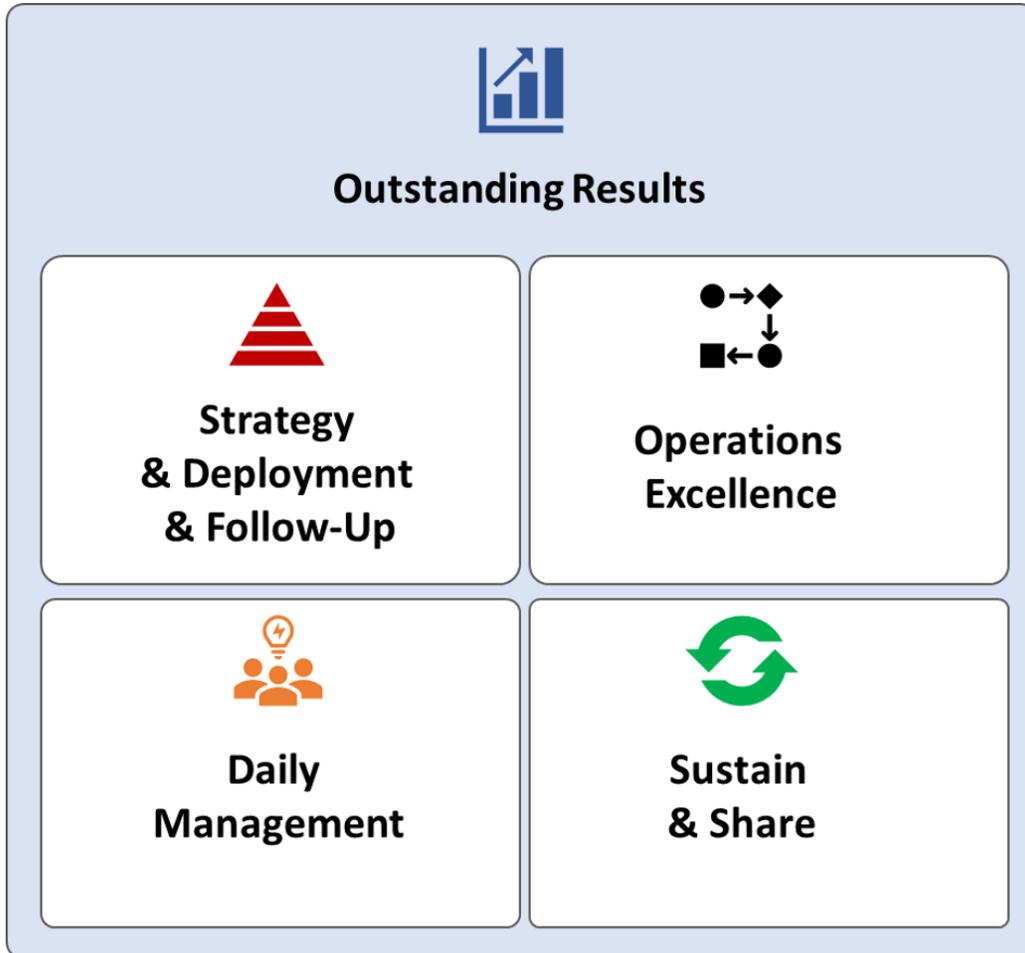 Outstanding Results
Strategy
& Deployment
& Follow-Up
Operations
Excellence
Daily
Management
Sustain
& Share